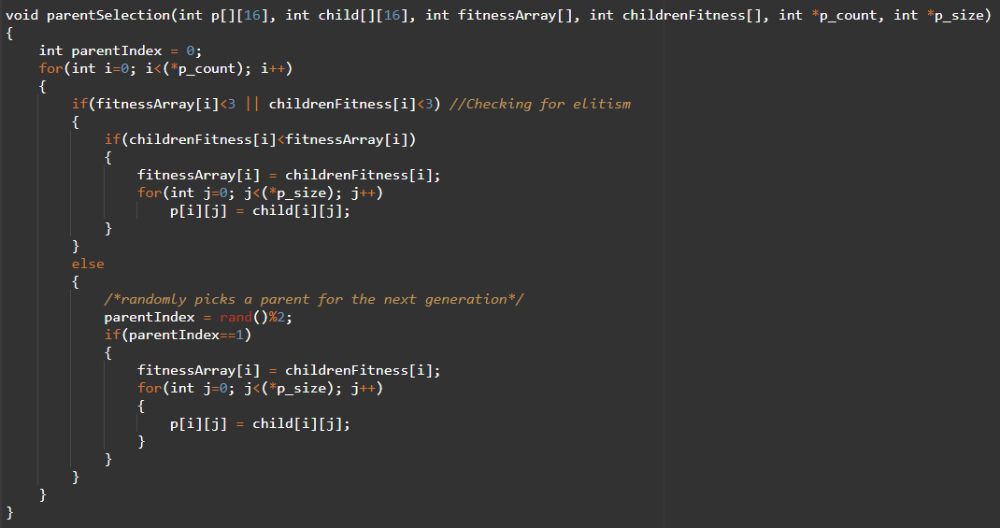 void parentSelection(int p[][16], int child[][16], int fitnessArray[], int childrenFitness[], int *p_count, int *p_size)
{
    int parentIndex = 0;
    for(int i=0; i<(*p_count); i++)
    {
        if(fitnessArray[i]<3 || childrenFitness[i]<3) //Checking for elitism
        {
            if(childrenFitness[i]<fitnessArray[i])
            {
                fitnessArray[i] = childrenFitness[i];
                for(int j=0; j<(*p_size); j++)
                    p[i][j] = child[i][j];
            }
        }
        else
        {
            /*randomly picks a parent for the next generation*/
            parentIndex = rand()%2;
            if(parentIndex==1)
            {
                fitnessArray[i] = childrenFitness[i];
                for(int j=0; j<(*p_size); j++)
                {
                    p[i][j] = child[i][j];
                }
            }
        }
    }
}